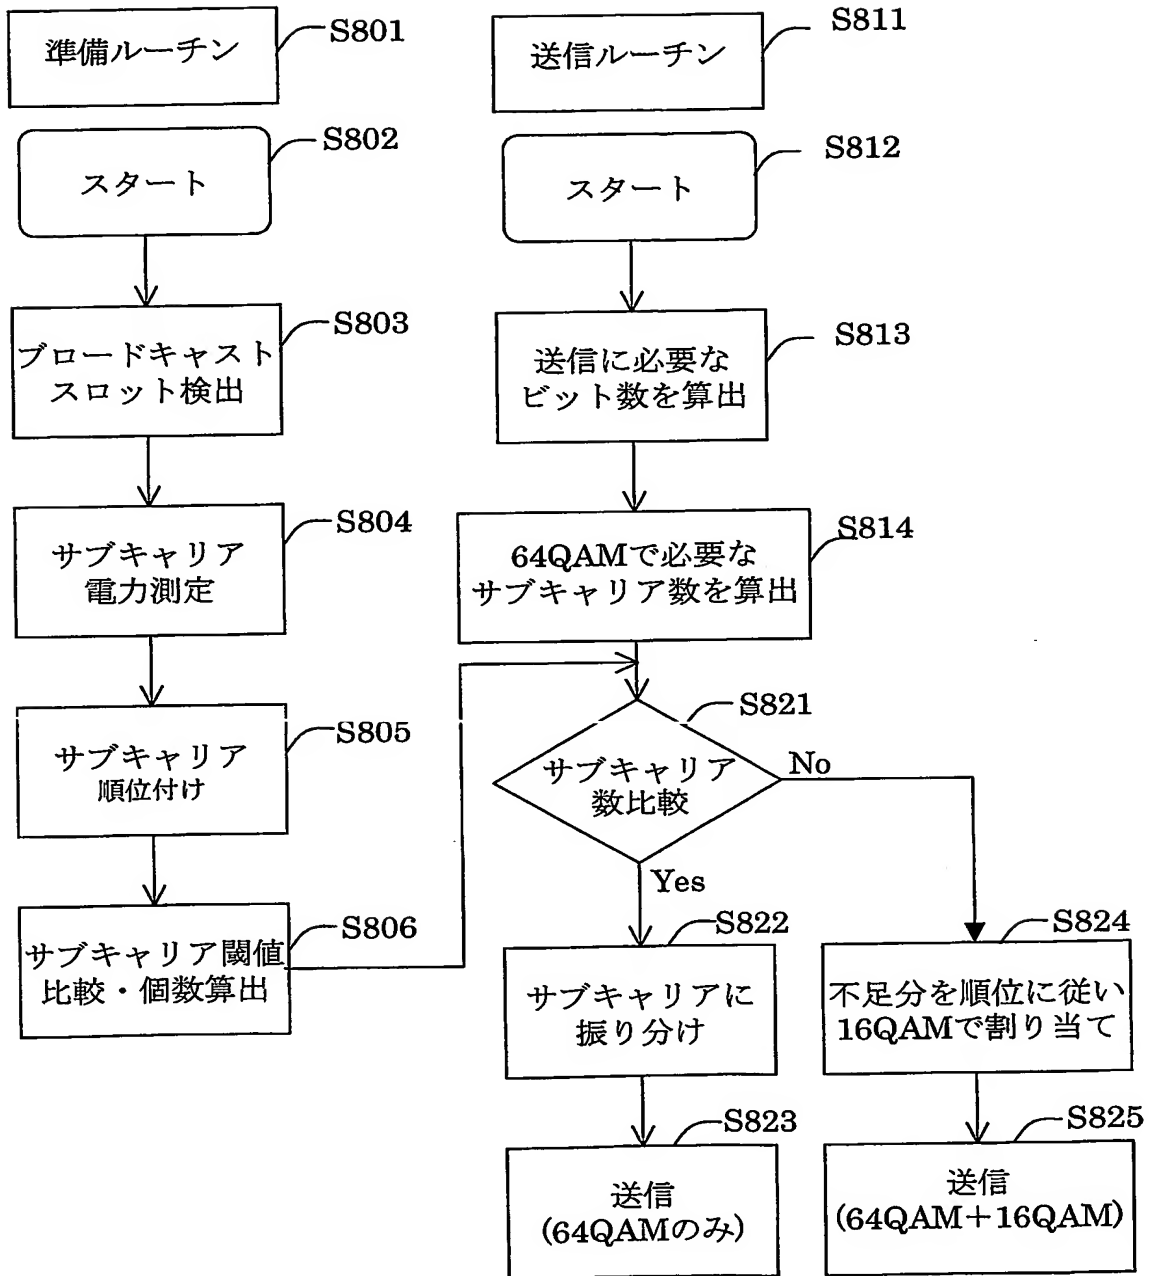 準備ルーチン
S801
スタート
S802
ブロードキャスト
スロット検出
S803
サブキャリア
電力測定
S804
サブキャリア
順位付け
S805
サブキャリア閾値
比較・個数算出
S806
送信ルーチン
S811
スタート
S812
送信に必要な
ビット数を算出
S813
64QAMで必要な
サブキャリア数を算出
S814
サブキャリア
数比較
S821
No
Yes
サブキャリアに
振り分け
S822
送信
(64QAMのみ)
S823
不足分を順位に従い
16QAMで割り当て
S824
送信
(64QAM+16QAM)
S825